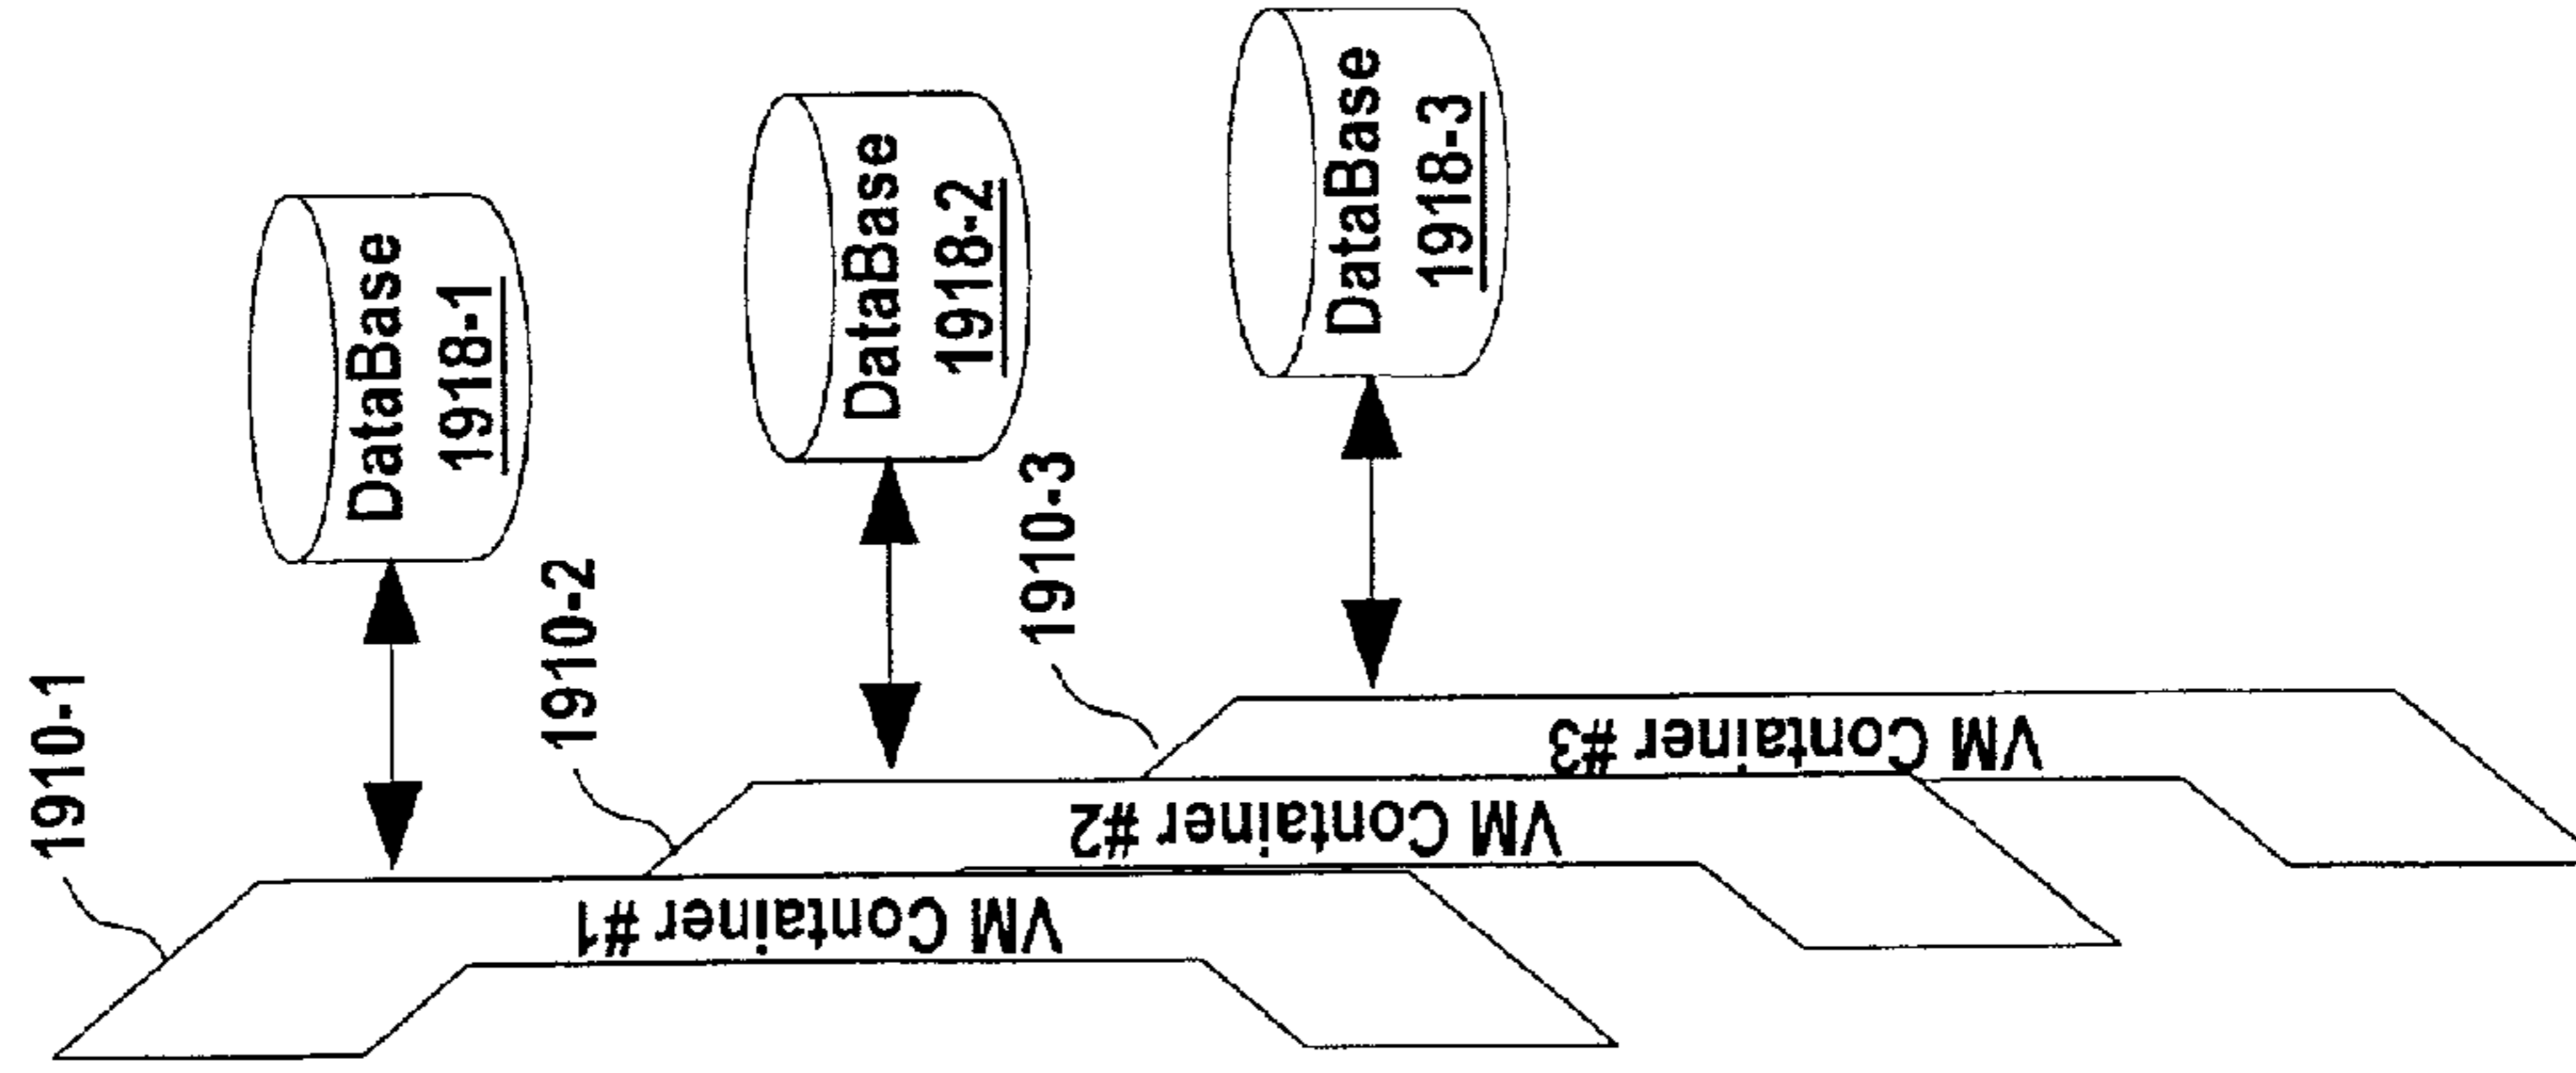 1910-1
DataBase
1918-1
VM Container #1
1910-2
DataBase
1918-2
VM Container #2
1910-3
DataBase
1918-3
VM Container #3